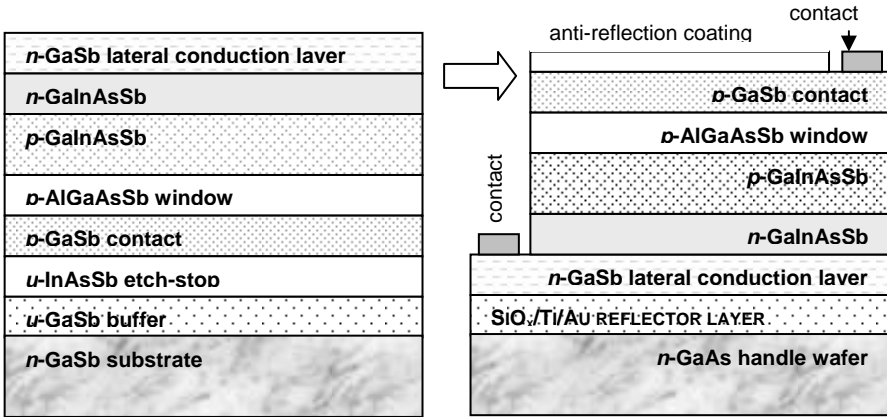 n-GaSb lateral conduction layer
n-GaInAsSb
p-GaInAsSb
p-AlGaAsSb window
p-GaSb contact
u-InAsSb etch-stop
u-GaSb buffer
n-GaSb substrate
contact
anti-reflection coating
p-GaSb contact
p-AlGaAsSb window
p-GaInAsSb
contact
n-GaInAsSb
n-GaSb lateral conduction layer
SiOₓ/Ti/AU REFLECTOR LAYER
n-GaAs handle wafer